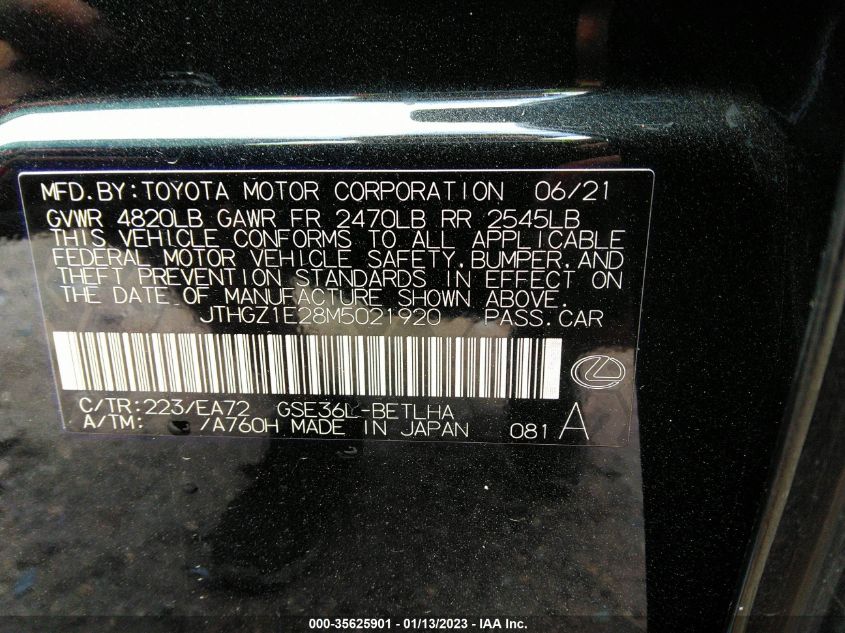 MFD.BY:TOYOTA MOTOR CORPORATION 06/21
GVWR 4820LB GAWR FR 2470LB RR 2545LB
THIS VEHICLE CONFORMS TO ALL APPLICABLE
FEDERAL MOTOR VEHICLE SAFETY,BUMPER,AND
THEFT PREVENTION STANDARDS IN EFFECT ON
THE DATE OF MANUFACTURE SHOWN ABOVE.
JTHGZ1E28M5021920 PASS.CAR
C/TR:223/EA72 GSE36L-BETLHA
A/TM: /A760H MADE IN JAPAN 081 A
000-35625901 - 01/13/2023 - IAA Inc.